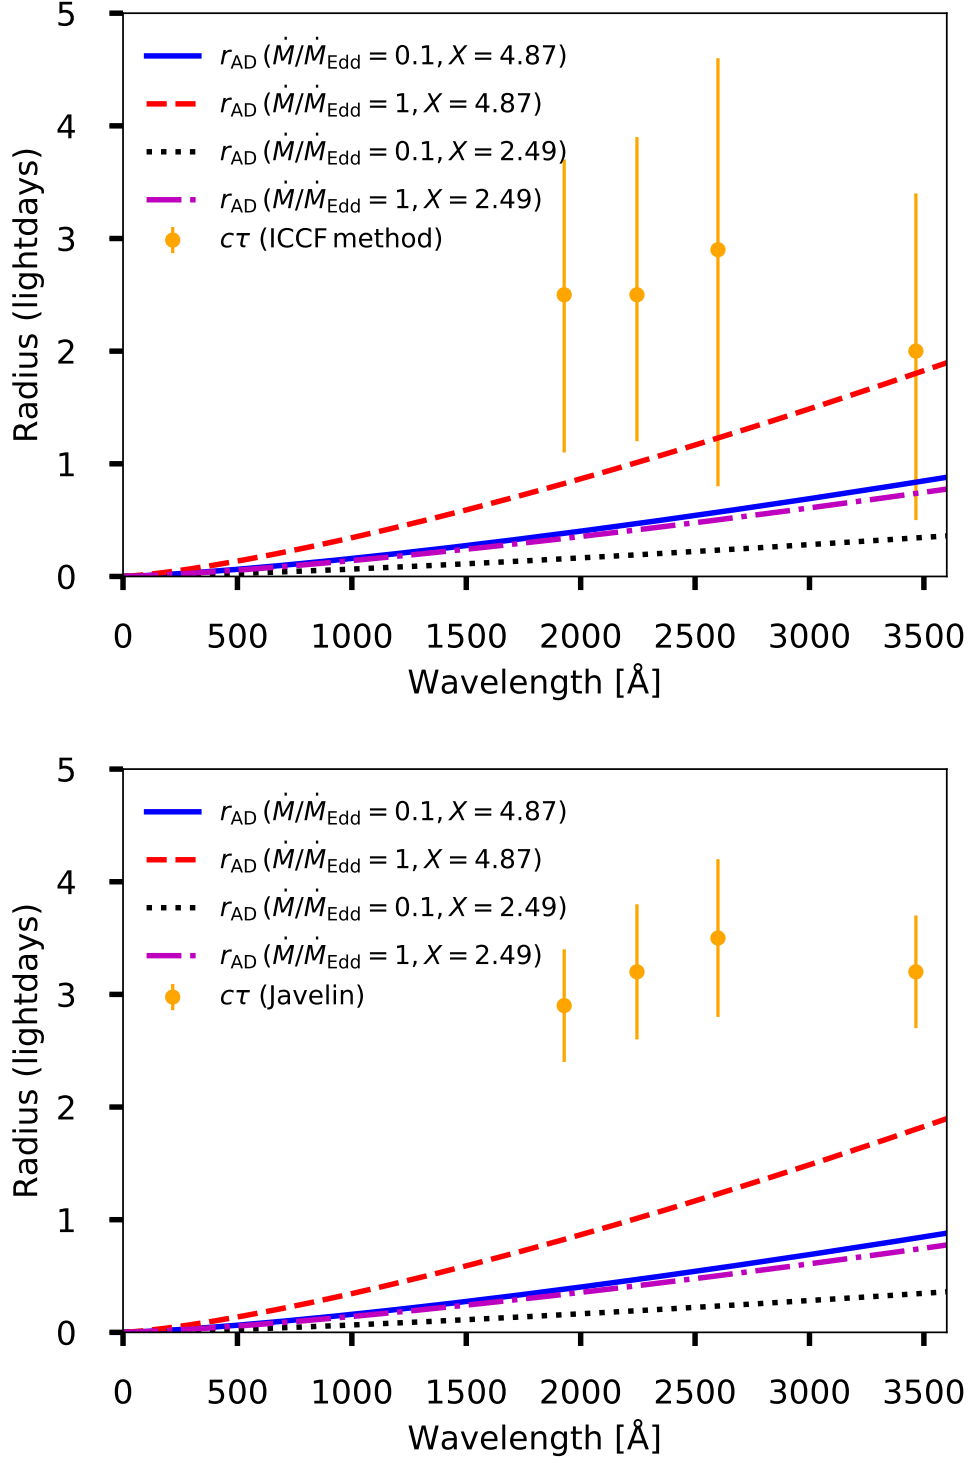 5
r_AD (Ṁ/Ṁ_Edd = 0.1, X = 4.87)
r_AD (Ṁ/Ṁ_Edd = 1, X = 4.87)
4
r_AD (Ṁ/Ṁ_Edd = 0.1, X = 2.49)
r_AD (Ṁ/Ṁ_Edd = 1, X = 2.49)
3
cτ (ICCF method)
Radius (lightdays)
2
1
0
0 500 1000 1500 2000 2500 3000 3500
Wavelength [Å]
5
r_AD (Ṁ/Ṁ_Edd = 0.1, X = 4.87)
r_AD (Ṁ/Ṁ_Edd = 1, X = 4.87)
4
r_AD (Ṁ/Ṁ_Edd = 0.1, X = 2.49)
r_AD (Ṁ/Ṁ_Edd = 1, X = 2.49)
3
cτ (Javelin)
Radius (lightdays)
2
1
0
0 500 1000 1500 2000 2500 3000 3500
Wavelength [Å]